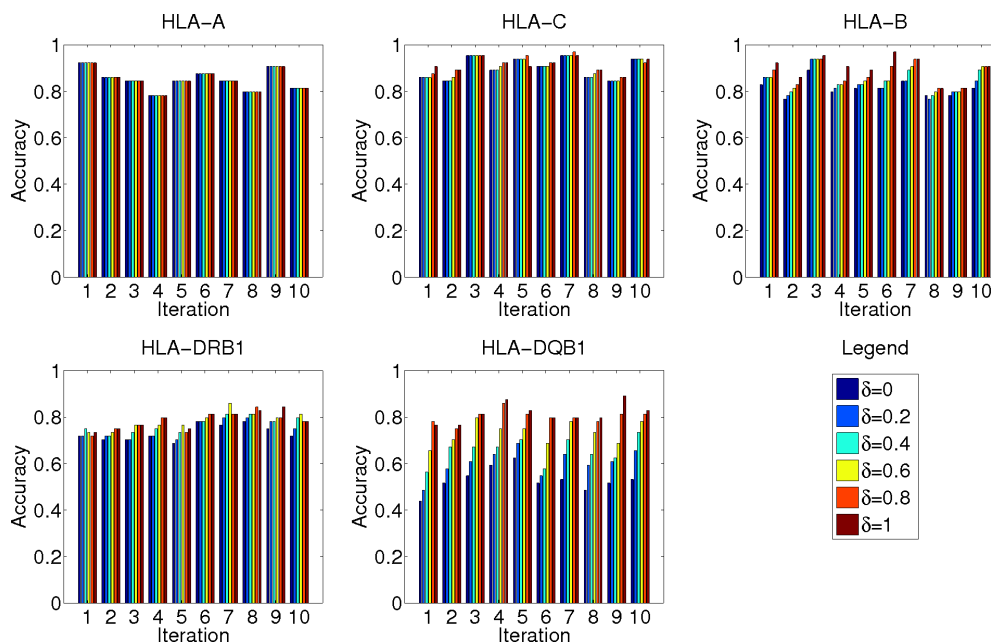 HLA-A
Accuracy
1
0.8
0.6
0.4
0.2
0
1 2 3 4 5 6 7 8 9 10
Iteration
HLA-C
Accuracy
1
0.8
0.6
0.4
0.2
0
1 2 3 4 5 6 7 8 9 10
Iteration
HLA-B
Accuracy
1
0.8
0.6
0.4
0.2
0
1 2 3 4 5 6 7 8 9 10
Iteration
HLA-DRB1
Accuracy
1
0.8
0.6
0.4
0.2
0
1 2 3 4 5 6 7 8 9 10
Iteration
HLA-DQB1
Accuracy
1
0.8
0.6
0.4
0.2
0
1 2 3 4 5 6 7 8 9 10
Iteration
Legend
δ=0
δ=0.2
δ=0.4
δ=0.6
δ=0.8
δ=1